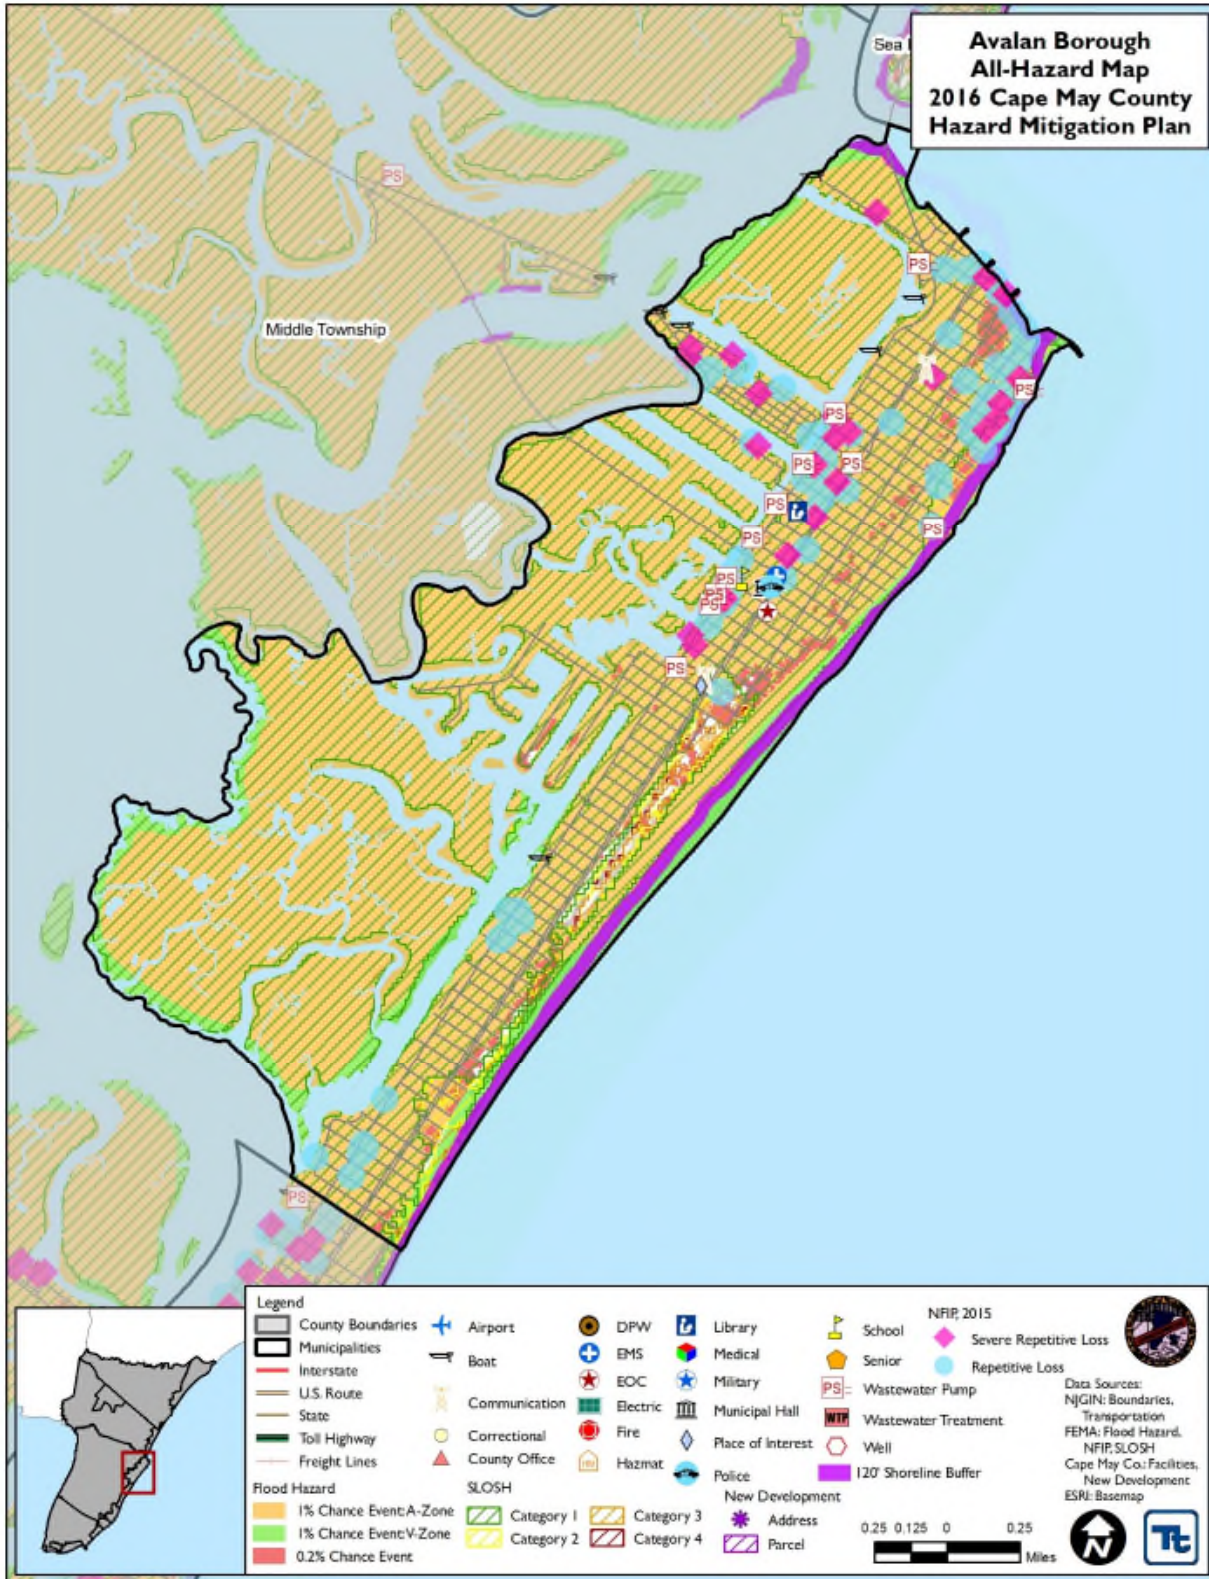 Avalan Borough
All-Hazard Map
2016 Cape May County
Hazard Mitigation Plan
Sea
PS
Middle Township
PS
PS
PS
PS
PS
PS
PS
PS
PS
PS
PS
PS
PS
Legend
County Boundaries
Municipalities
Interstate
U.S. Route
State
Toll Highway
Freight Lines
Airport
Boat
Communication
Correctional
County Office
DPW
EMS
EOC
Electric
Fire
Hazmat
Library
Medical
Military
Municipal Hall
Place of Interest
Police
School
Senior
PS Wastewater Pump
WTP Wastewater Treatment
Well
120' Shoreline Buffer
NFIP, 2015
Severe Repetitive Loss
Repetitive Loss
Flood Hazard
1% Chance Event:A-Zone
1% Chance Event:V-Zone
0.2% Chance Event
SLOSH
Category 1
Category 2
Category 3
Category 4
New Development
Address
Parcel
Data Sources:
NJGIN: Boundaries,
Transportation
FEMA: Flood Hazard,
NFIP, SLOSH
Cape May Co.: Facilities,
New Development
ESRI: Basemap
0.25 0.125 0 0.25
Miles
N
Tt